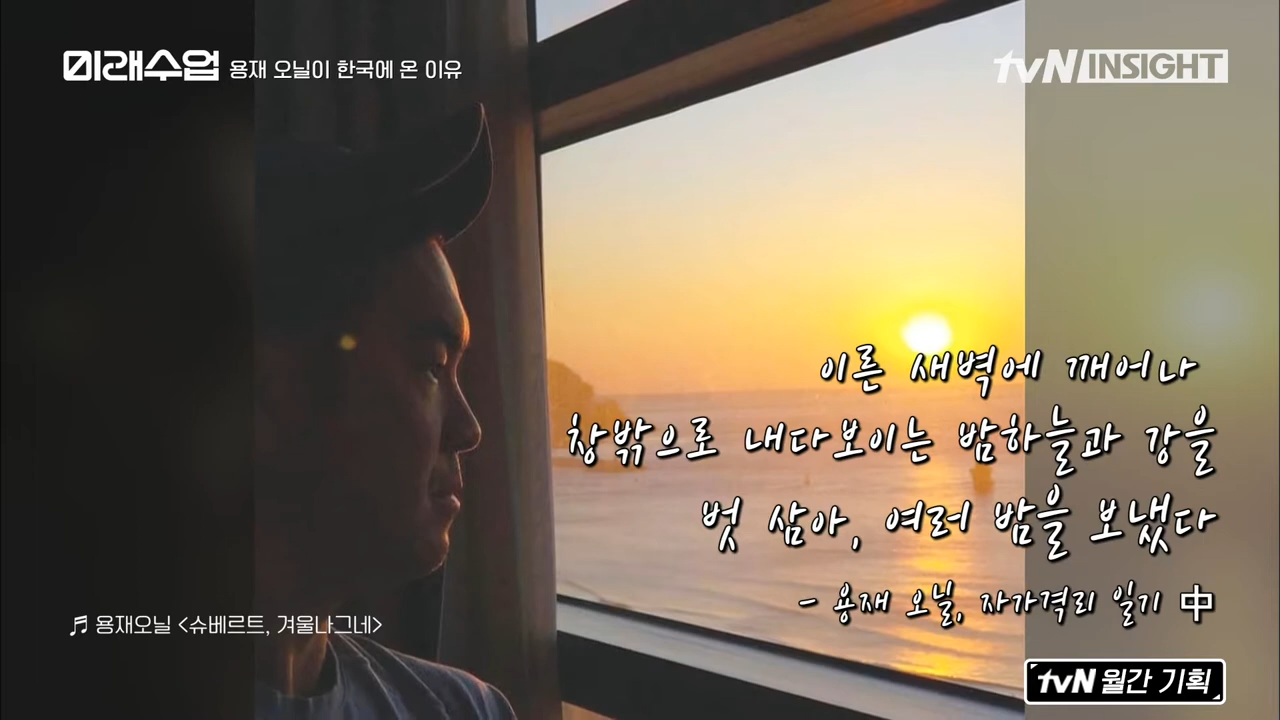 미래수업 용재 오닐이 한국에 온 이유
tvN INSIGHT
이른 새벽에 깨어나
창밖으로 내다보이는 밤하늘과 강을
벗 삼아, 여러 밤을 보냈다
- 용재 오닐, 자가격리 일기 中
♬ 용재오닐 <슈베르트, 겨울나그네>
tvN 월간 기획